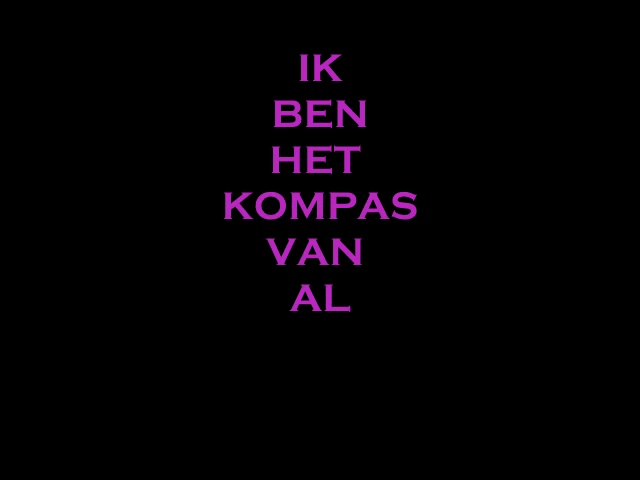 IK
BEN
HET
KOMPAS
VAN
AL